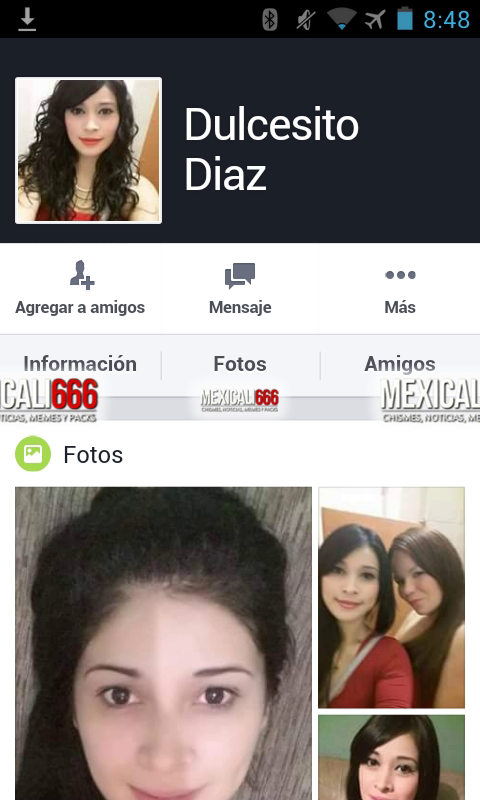 8:48
Dulcesito
Diaz
Agregar a amigos
Mensaje
Más
Información
Fotos
Amigos
ICALI666
MEXICALI666
MEXICAL
TICIAS, MEMES Y PACKS
CHISMES, NOTICIAS, MEMES Y PACKS
CHISMES, NOTICIAS, ME
Fotos